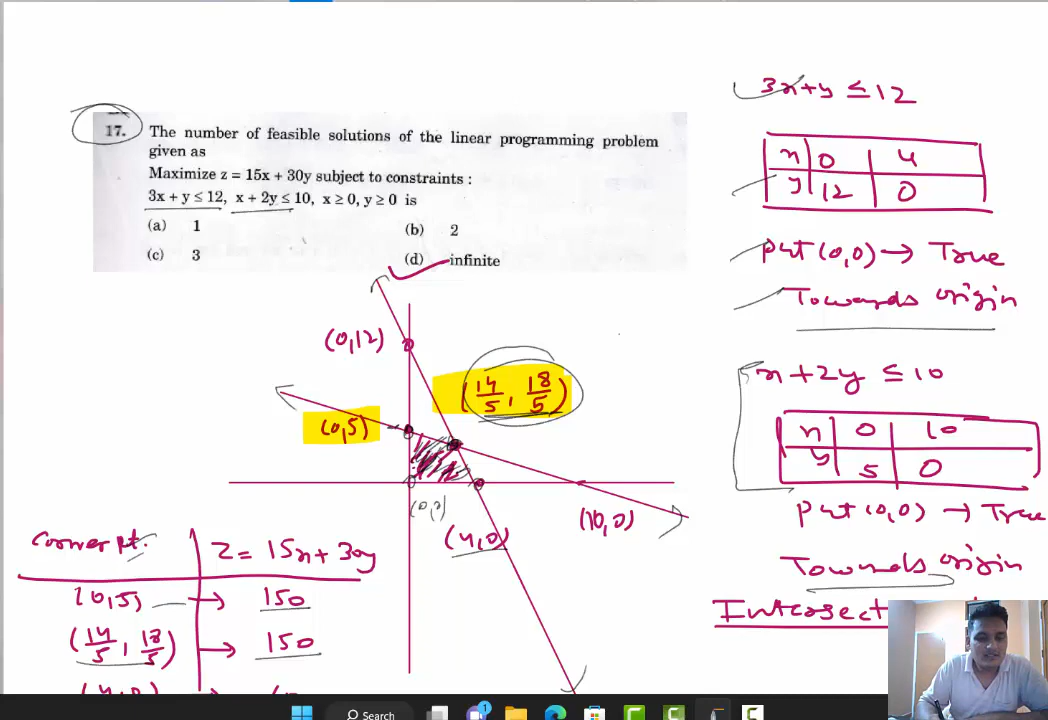 17. The number of feasible solutions of the linear programming problem
given as
Maximize z = 15x + 30y subject to constraints :
3x + y ≤ 12, x + 2y ≤ 10, x ≥ 0, y ≥ 0 is
(a) 1 (b) 2
(c) 3 (d) infinite
3x+y ≤ 12
x | 0 | 4
y | 12 | 0
Put (0,0) → True
Towards origin
x + 2y ≤ 10
x | 0 | 10
y | 5 | 0
Put (0,0) → True
Towards origin
Intersect
(0,12)
(14/5, 18/5)
(0,5)
(0,0)
(4,0)
(10,0)
Corner pt. | Z = 15x + 30y
(0,5) → 150
(14/5, 18/5) → 150
(4,0) →
Search
1